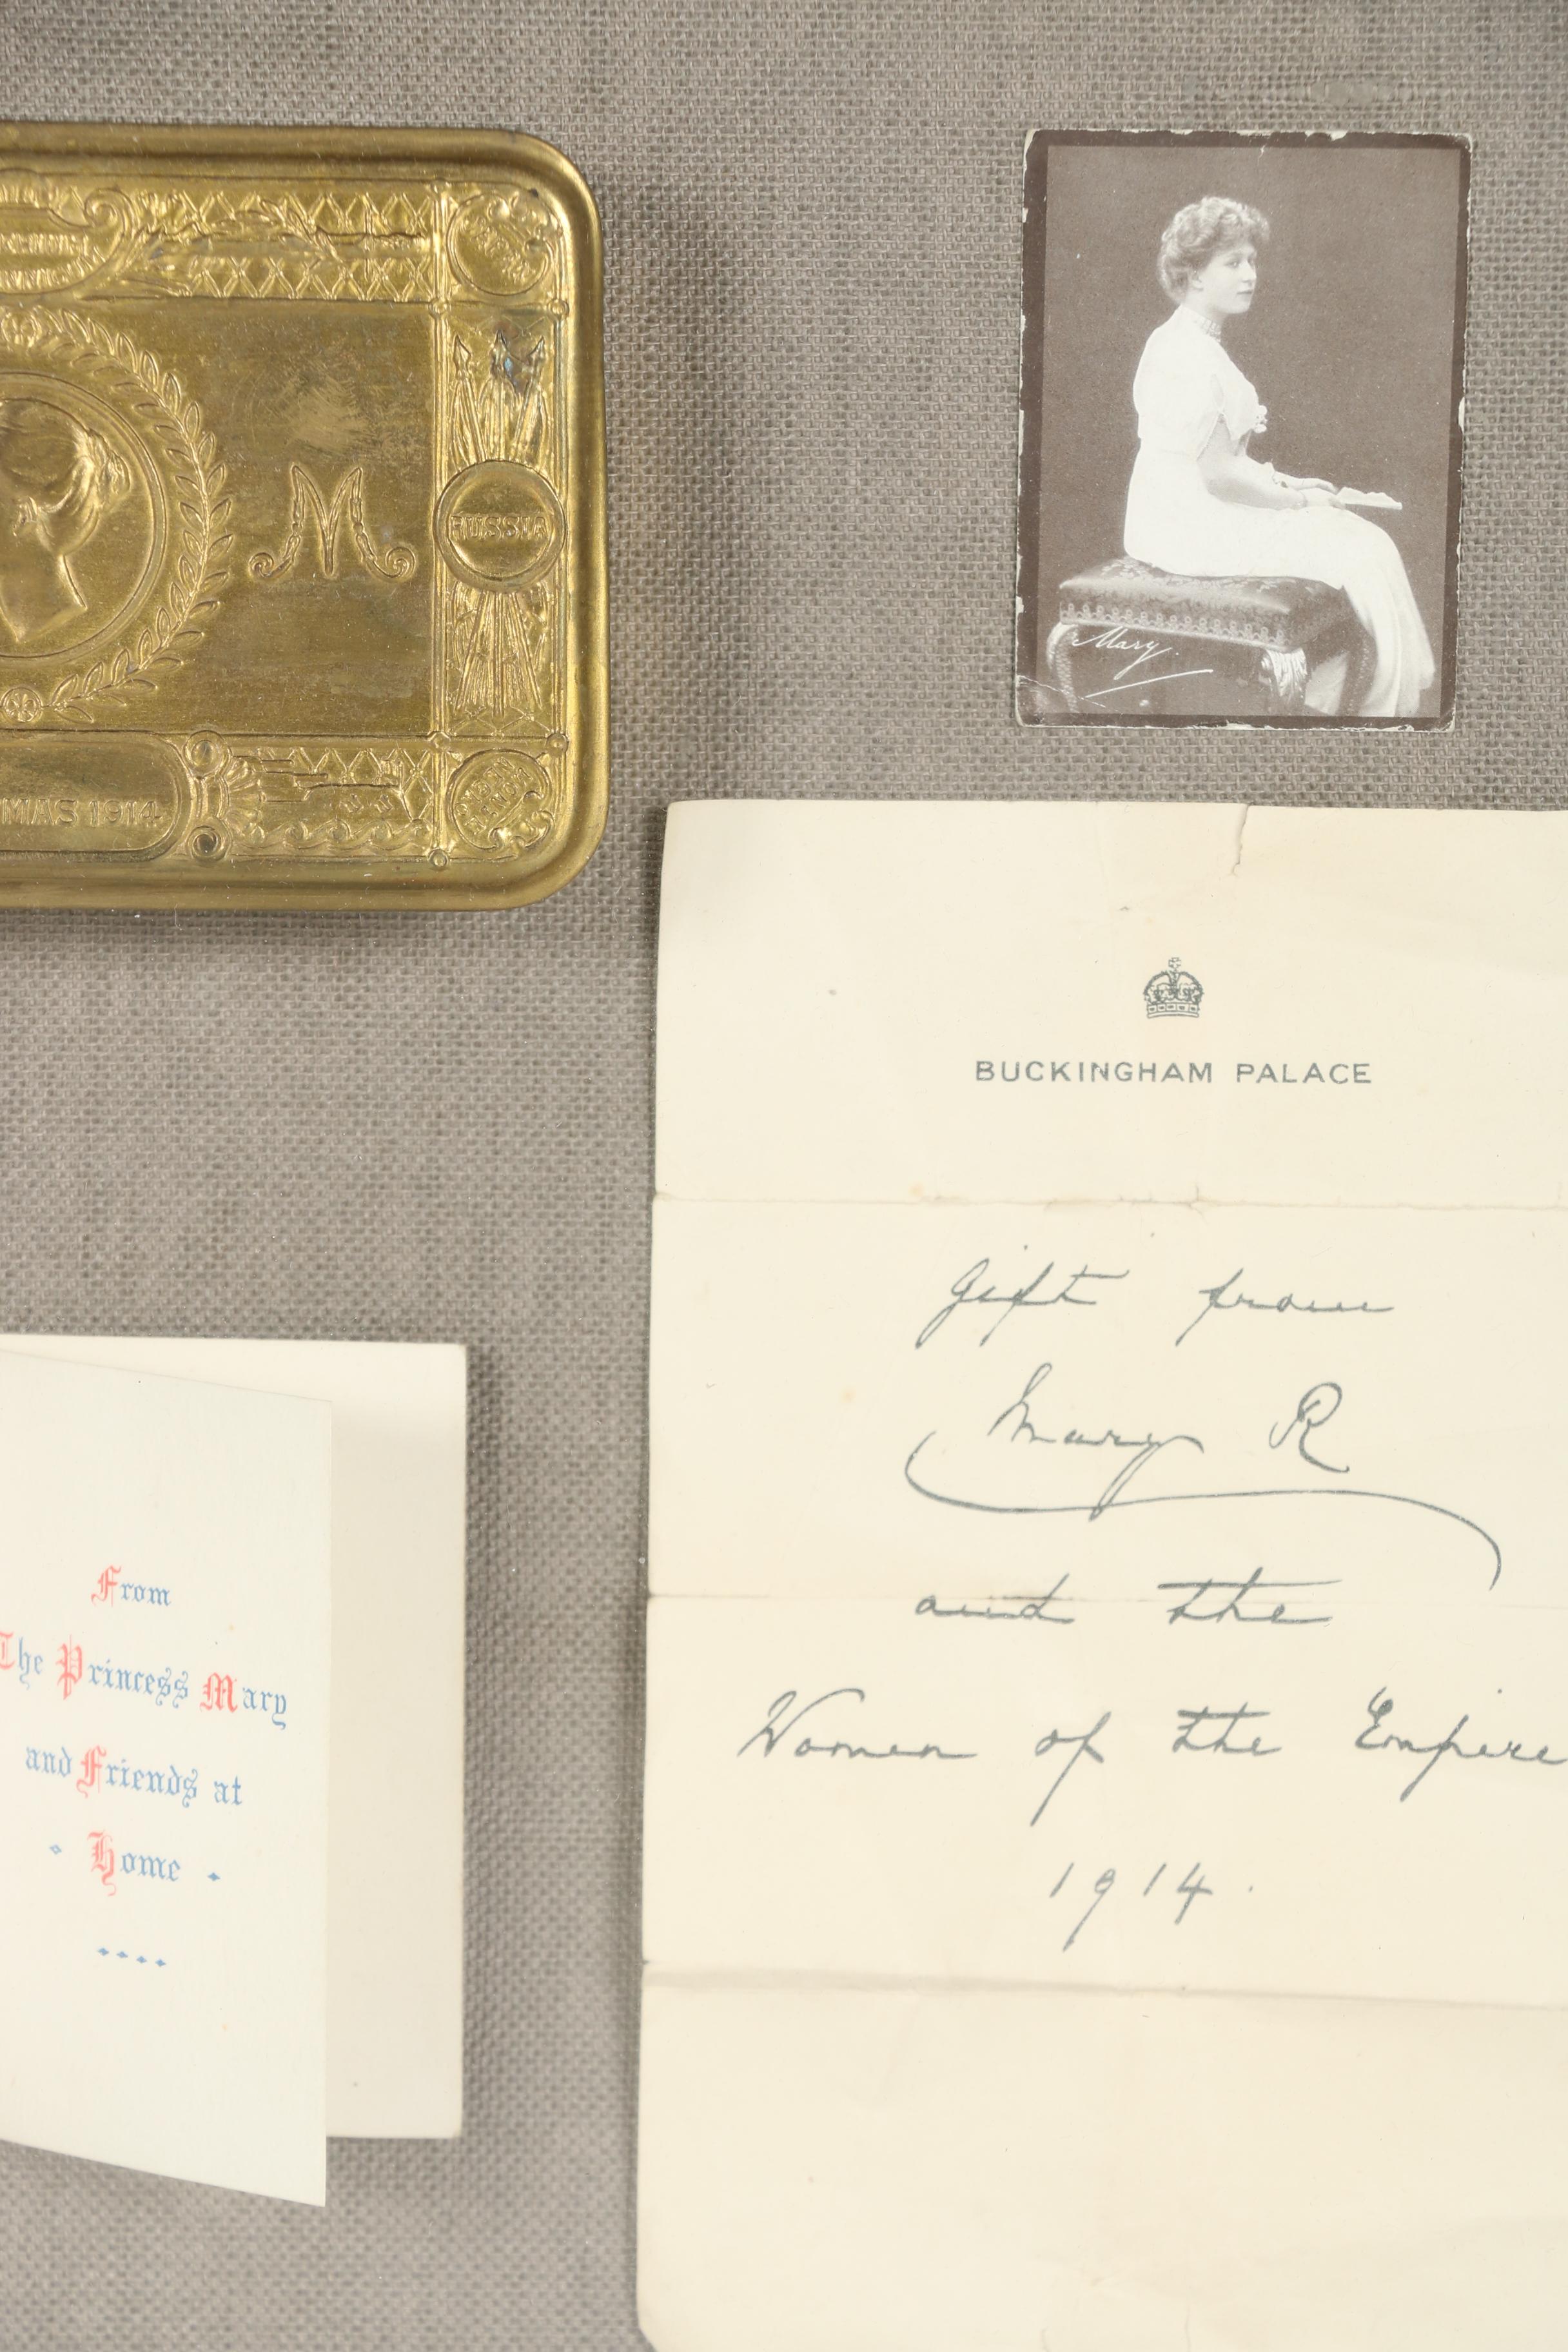 M
RUSSIA
MAS 1914
Mary.
BUCKINGHAM PALACE
Gift from
Mary R
and the
Women of the Empire
1914.
From
The Princess Mary
and Friends at
Home